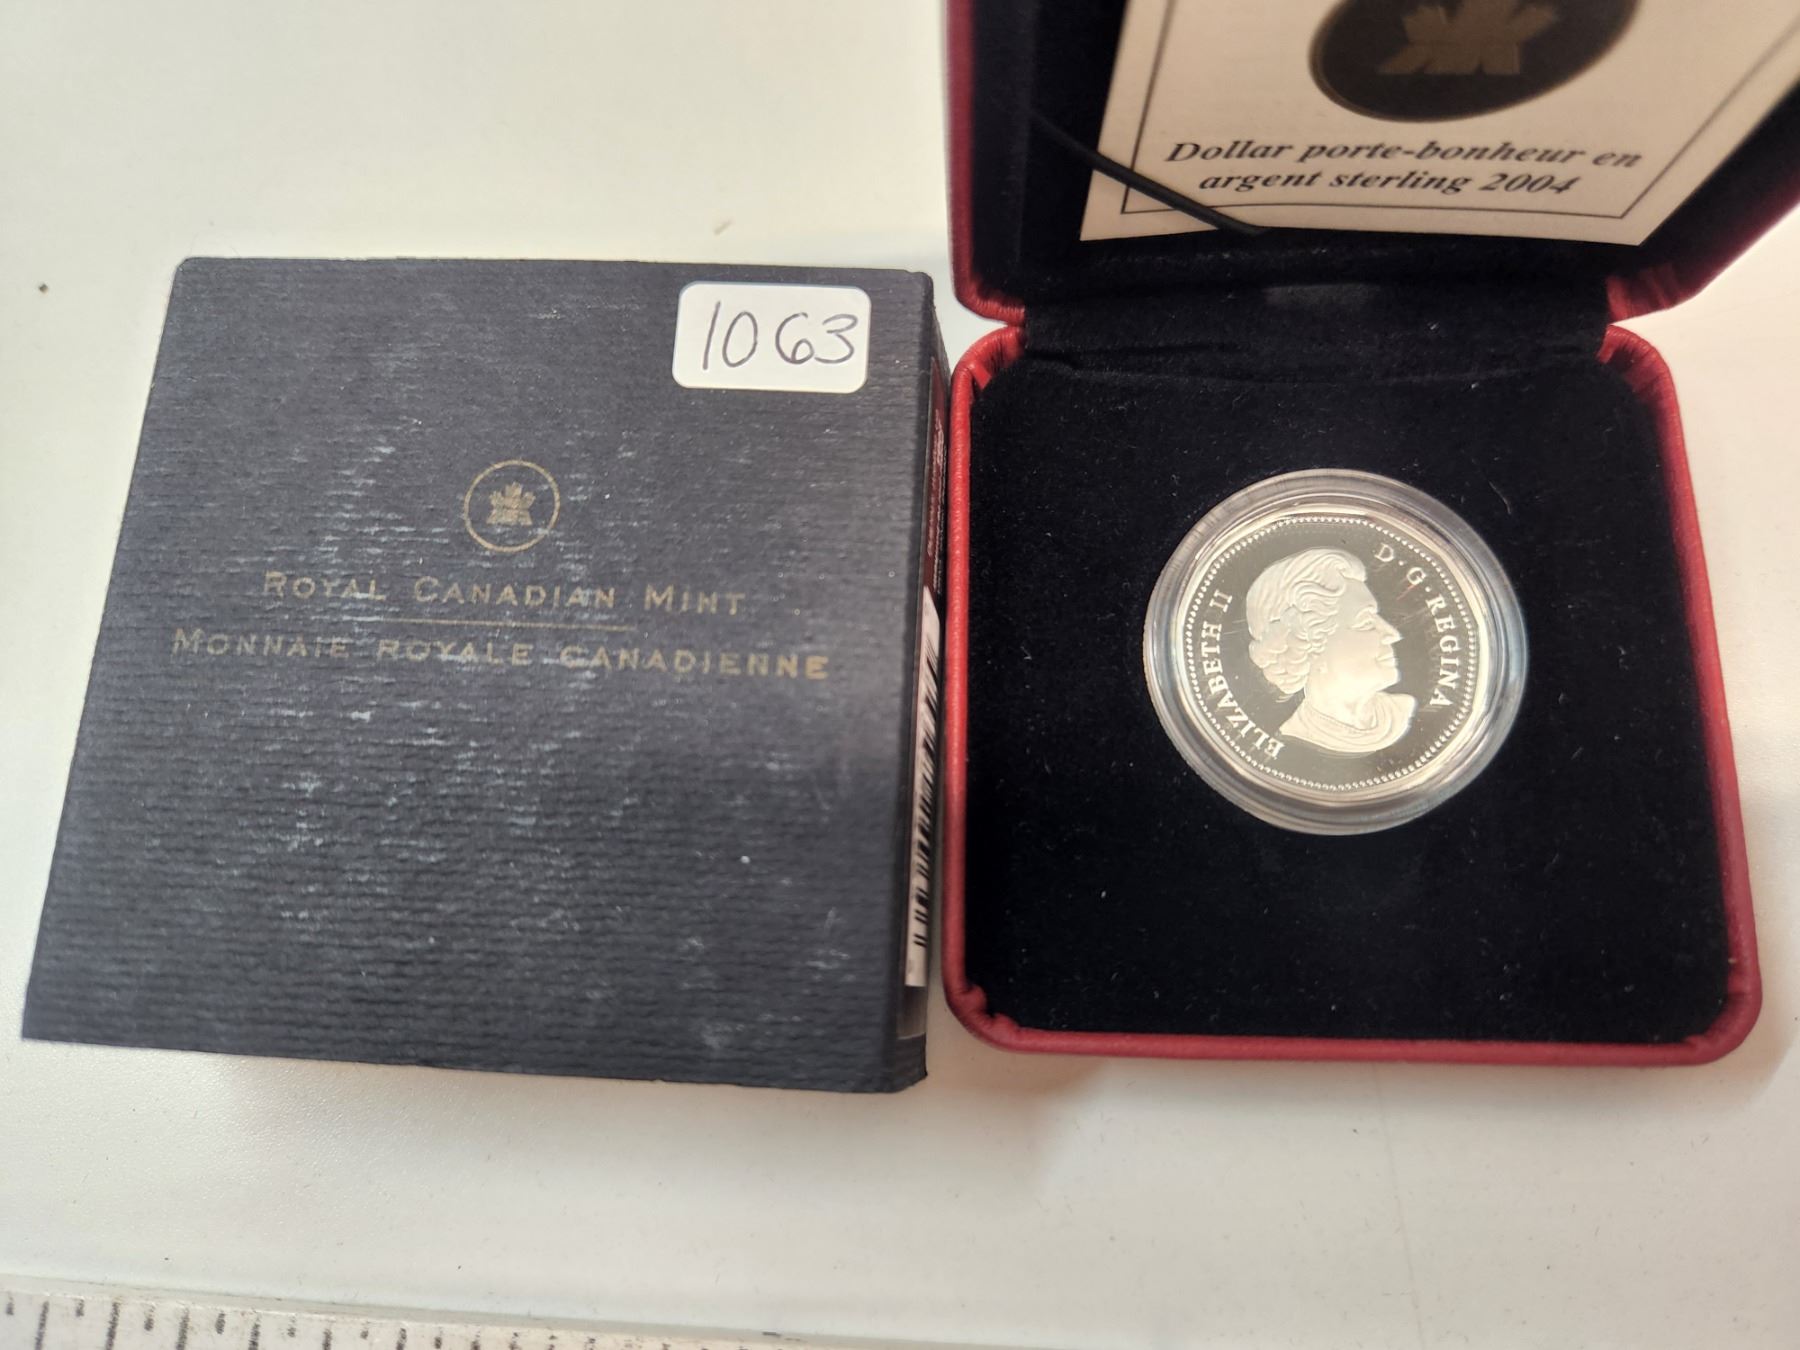 Dollar porte-bonheur en
argent sterling 2004
1063
ROYAL CANADIAN MINT
MONNAIE ROYALE CANADIENNE
ELIZABETH II D·G·REGINA